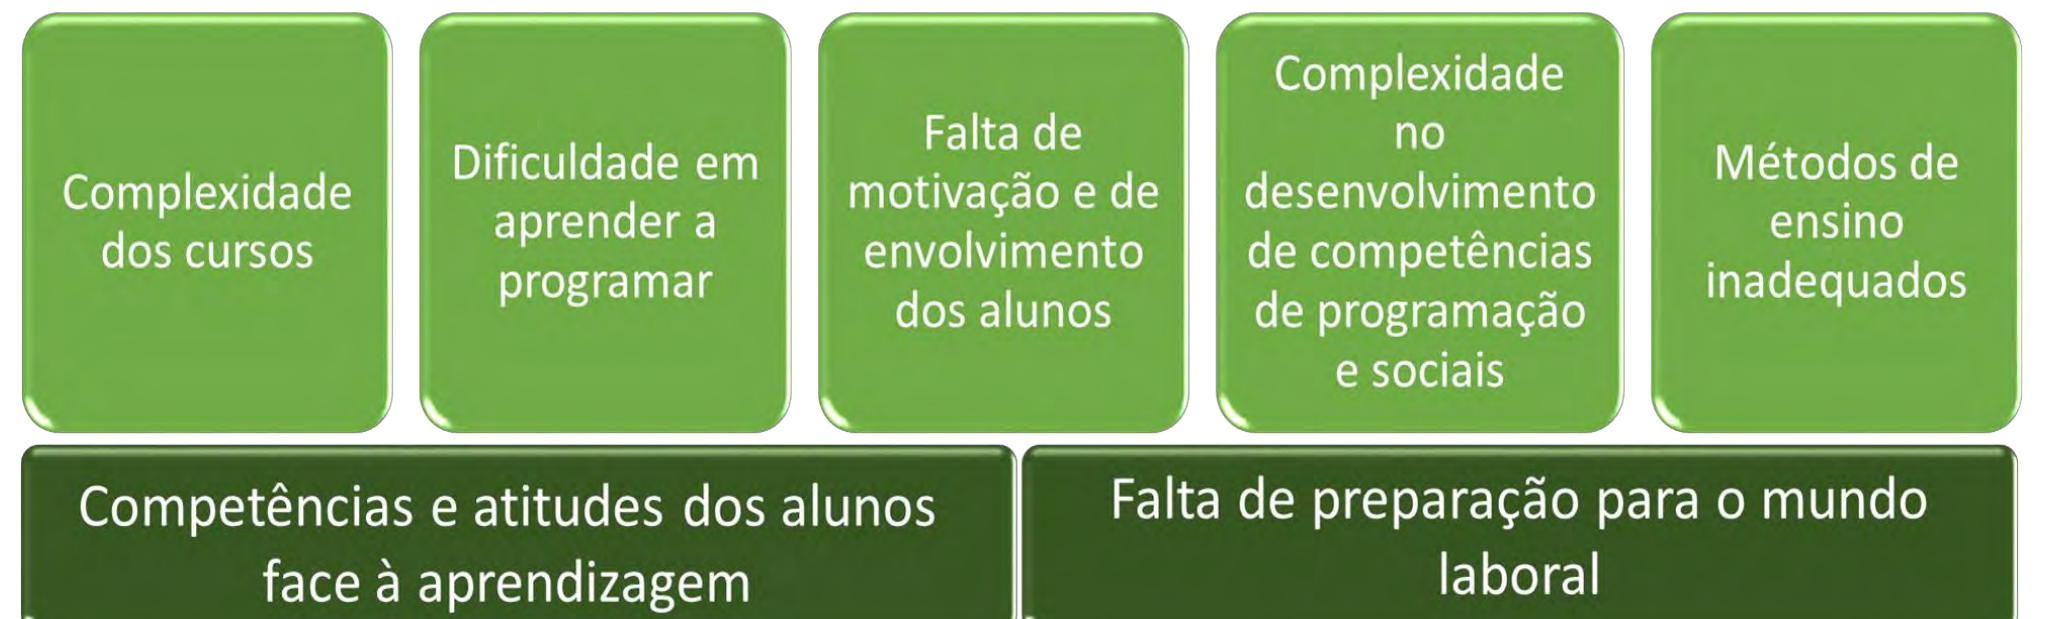 Complexidade
dos cursos
Dificuldade em
aprender a
programar
Falta de
motivação e de
envolvimento
dos alunos
Complexidade
no
desenvolvimento
de competências
de programação
e sociais
Métodos de
ensino
inadequados
Competências e atitudes dos alunos
face à aprendizagem
Falta de preparação para o mundo
laboral